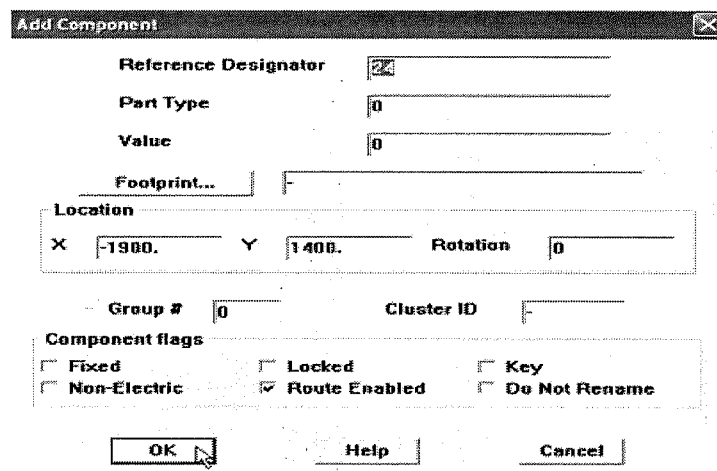 Add Component
Reference Designator
Part Type 0
Value 0
Footprint... -
Location
X -1900. Y 1400. Rotation 0
Group # 0 Cluster ID -
Component flags
Fixed Locked Key
Non-Electric Route Enabled Do Not Rename
OK Help Cancel